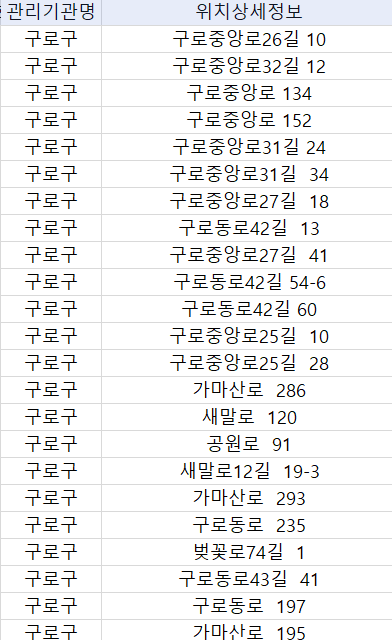 관리기관명 위치상세정보
구로구 구로중앙로26길 10
구로구 구로중앙로32길 12
구로구 구로중앙로 134
구로구 구로중앙로 152
구로구 구로중앙로31길 24
구로구 구로중앙로31길 34
구로구 구로중앙로27길 18
구로구 구로동로42길 13
구로구 구로중앙로27길 41
구로구 구로동로42길 54-6
구로구 구로동로42길 60
구로구 구로중앙로25길 10
구로구 구로중앙로25길 28
구로구 가마산로 286
구로구 새말로 120
구로구 공원로 91
구로구 새말로12길 19-3
구로구 가마산로 293
구로구 구로동로 235
구로구 벚꽃로74길 1
구로구 구로동로43길 41
구로구 구로동로 197
구로구 가마산로 195